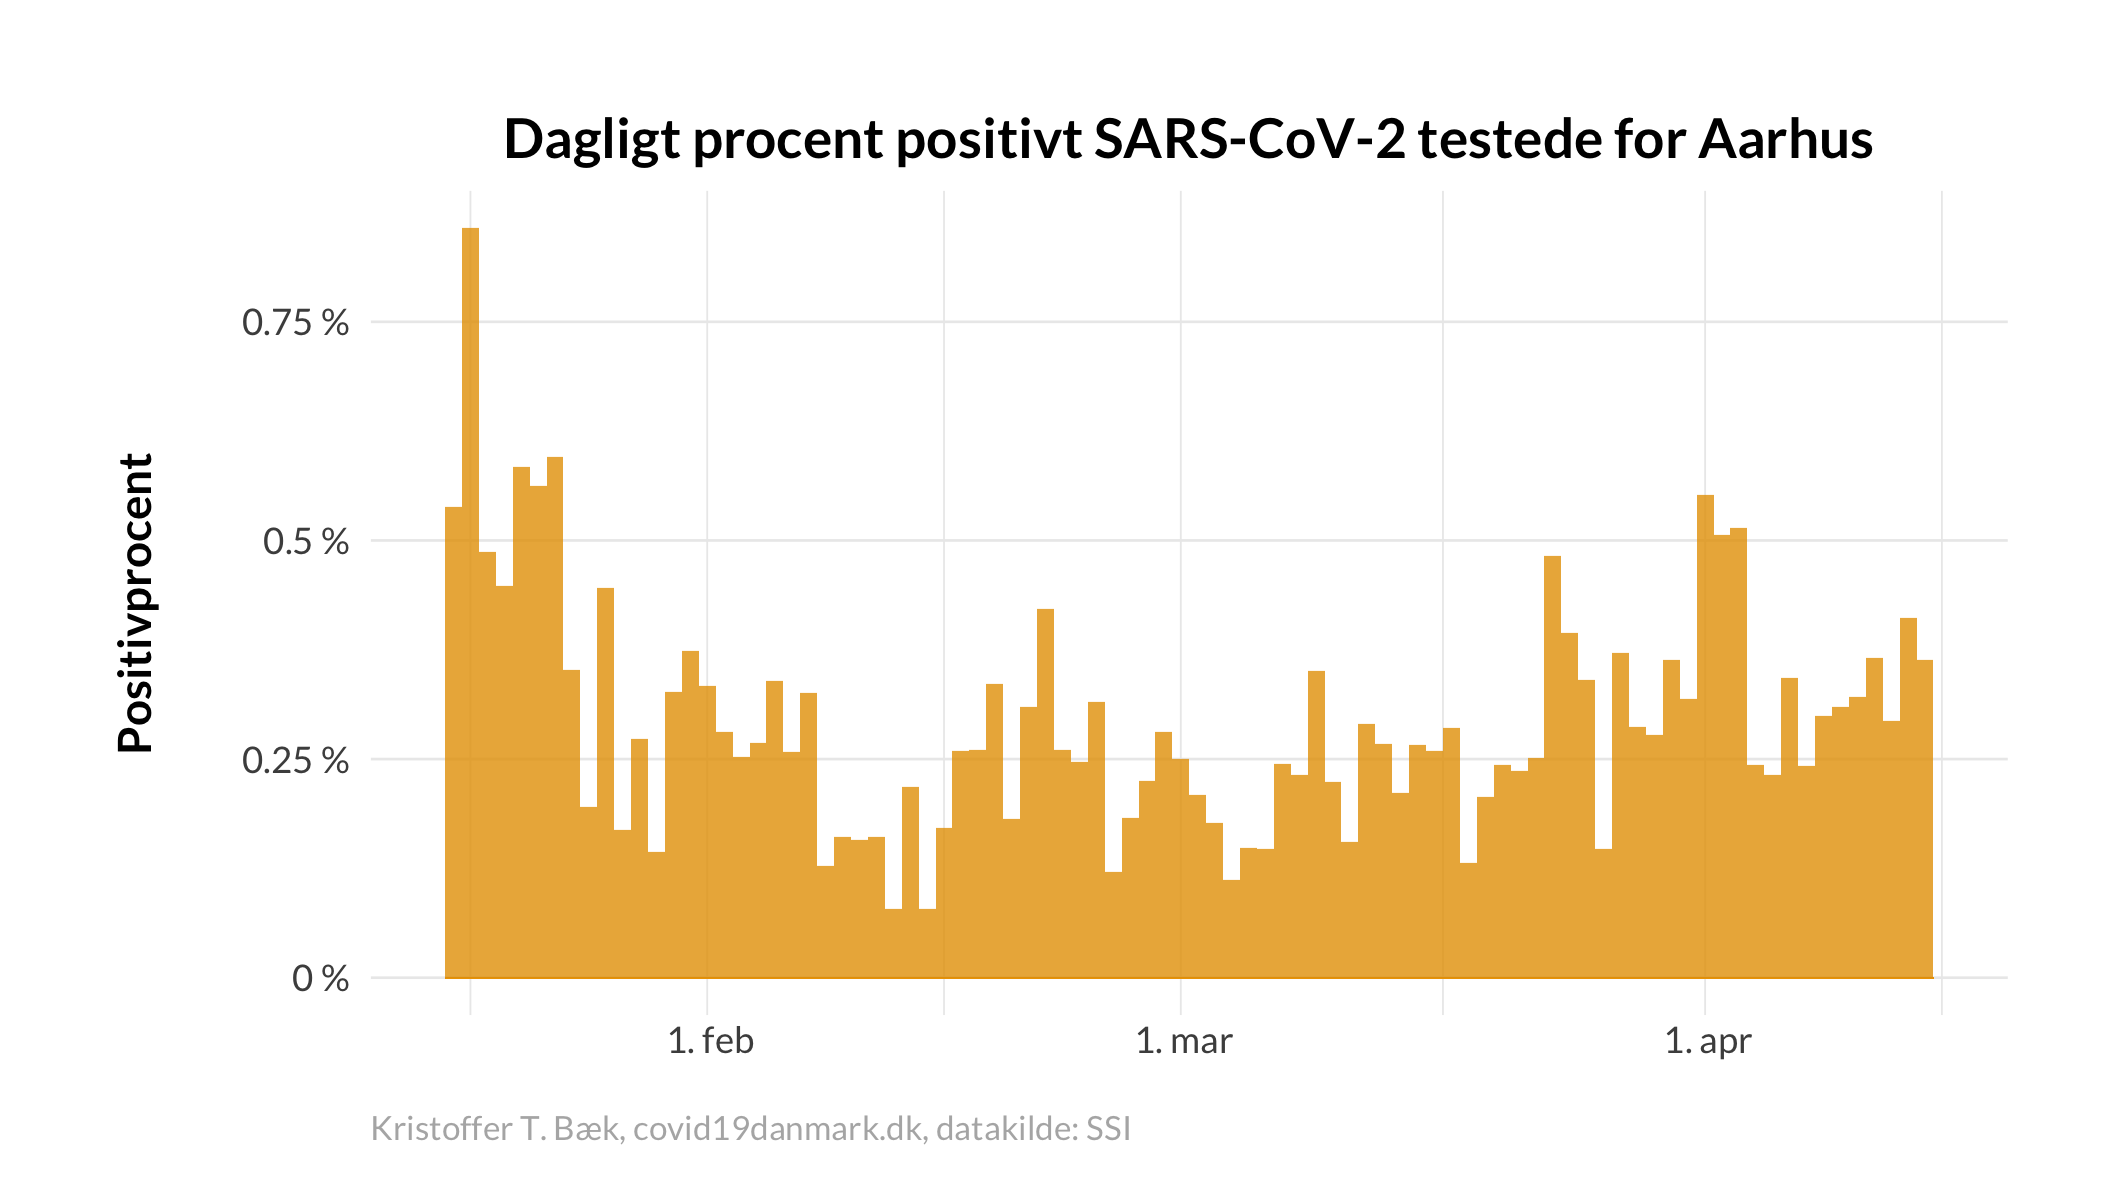 Dagligt procent positivt SARS-CoV-2 testede for Aarhus
Positivprocent
0.75 %
0.5 %
0.25 %
0 %
1. feb
1. mar
1. apr
Kristoffer T. Bæk, covid19danmark.dk, datakilde: SSI